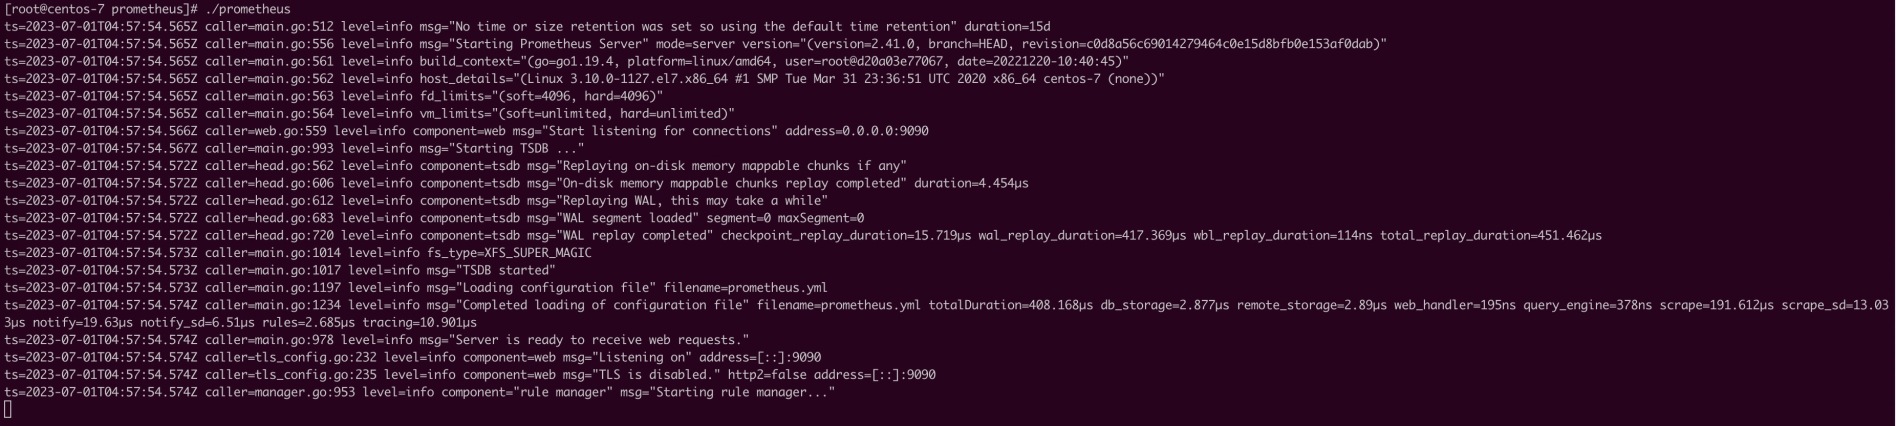 [root@centos-7 prometheus]# ./prometheus
ts=2023-07-01T04:57:54.565Z caller=main.go:512 level=info msg="No time or size retention was set so using the default time retention" duration=15d
ts=2023-07-01T04:57:54.565Z caller=main.go:556 level=info msg="Starting Prometheus Server" mode=server version="(version=2.41.0, branch=HEAD, revision=c0d8a56c69014279464c0e15d8bfb0e153af0dab)"
ts=2023-07-01T04:57:54.565Z caller=main.go:561 level=info build_context="(go=go1.19.4, platform=linux/amd64, user=root@d20a03e77067, date=20221220-10:40:45)"
ts=2023-07-01T04:57:54.565Z caller=main.go:562 level=info host_details="(Linux 3.10.0-1127.el7.x86_64 #1 SMP Tue Mar 31 23:36:51 UTC 2020 x86_64 centos-7 (none))"
ts=2023-07-01T04:57:54.565Z caller=main.go:563 level=info fd_limits="(soft=4096, hard=4096)"
ts=2023-07-01T04:57:54.565Z caller=main.go:564 level=info vm_limits="(soft=unlimited, hard=unlimited)"
ts=2023-07-01T04:57:54.566Z caller=web.go:559 level=info component=web msg="Start listening for connections" address=0.0.0.0:9090
ts=2023-07-01T04:57:54.567Z caller=main.go:993 level=info msg="Starting TSDB ..."
ts=2023-07-01T04:57:54.572Z caller=head.go:562 level=info component=tsdb msg="Replaying on-disk memory mappable chunks if any"
ts=2023-07-01T04:57:54.572Z caller=head.go:606 level=info component=tsdb msg="On-disk memory mappable chunks replay completed" duration=4.454µs
ts=2023-07-01T04:57:54.572Z caller=head.go:612 level=info component=tsdb msg="Replaying WAL, this may take a while"
ts=2023-07-01T04:57:54.572Z caller=head.go:683 level=info component=tsdb msg="WAL segment loaded" segment=0 maxSegment=0
ts=2023-07-01T04:57:54.572Z caller=head.go:720 level=info component=tsdb msg="WAL replay completed" checkpoint_replay_duration=15.719µs wal_replay_duration=417.369µs wbl_replay_duration=114ns total_replay_duration=451.462µs
ts=2023-07-01T04:57:54.573Z caller=main.go:1014 level=info fs_type=XFS_SUPER_MAGIC
ts=2023-07-01T04:57:54.573Z caller=main.go:1017 level=info msg="TSDB started"
ts=2023-07-01T04:57:54.573Z caller=main.go:1197 level=info msg="Loading configuration file" filename=prometheus.yml
ts=2023-07-01T04:57:54.574Z caller=main.go:1234 level=info msg="Completed loading of configuration file" filename=prometheus.yml totalDuration=408.168µs db_storage=2.877µs remote_storage=2.89µs web_handler=195ns query_engine=378ns scrape=191.612µs scrape_sd=13.03
3µs notify=19.63µs notify_sd=6.51µs rules=2.685µs tracing=10.901µs
ts=2023-07-01T04:57:54.574Z caller=main.go:978 level=info msg="Server is ready to receive web requests."
ts=2023-07-01T04:57:54.574Z caller=tls_config.go:232 level=info component=web msg="Listening on" address=[::]:9090
ts=2023-07-01T04:57:54.574Z caller=tls_config.go:235 level=info component=web msg="TLS is disabled." http2=false address=[::]:9090
ts=2023-07-01T04:57:54.574Z caller=manager.go:953 level=info component="rule manager" msg="Starting rule manager..."